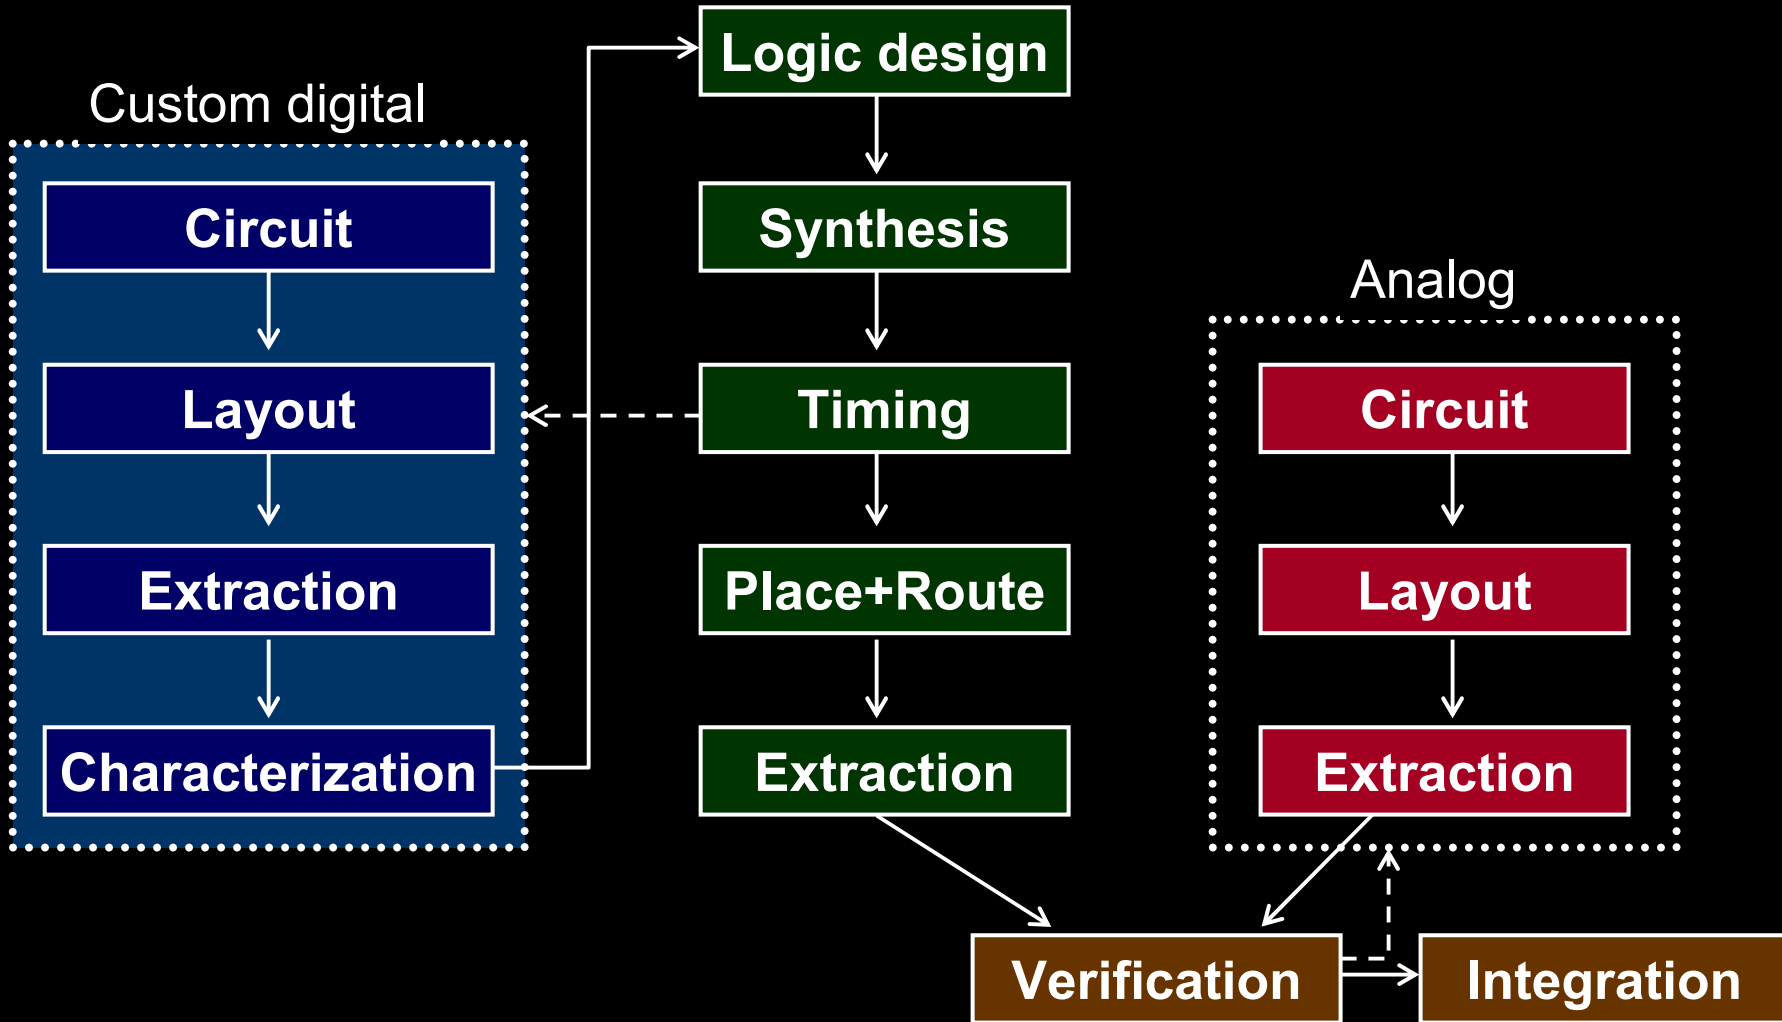 Custom digital
Circuit
Layout
Extraction
Characterization
Logic design
Synthesis
Timing
Place+Route
Extraction
Analog
Circuit
Layout
Extraction
Verification
Integration